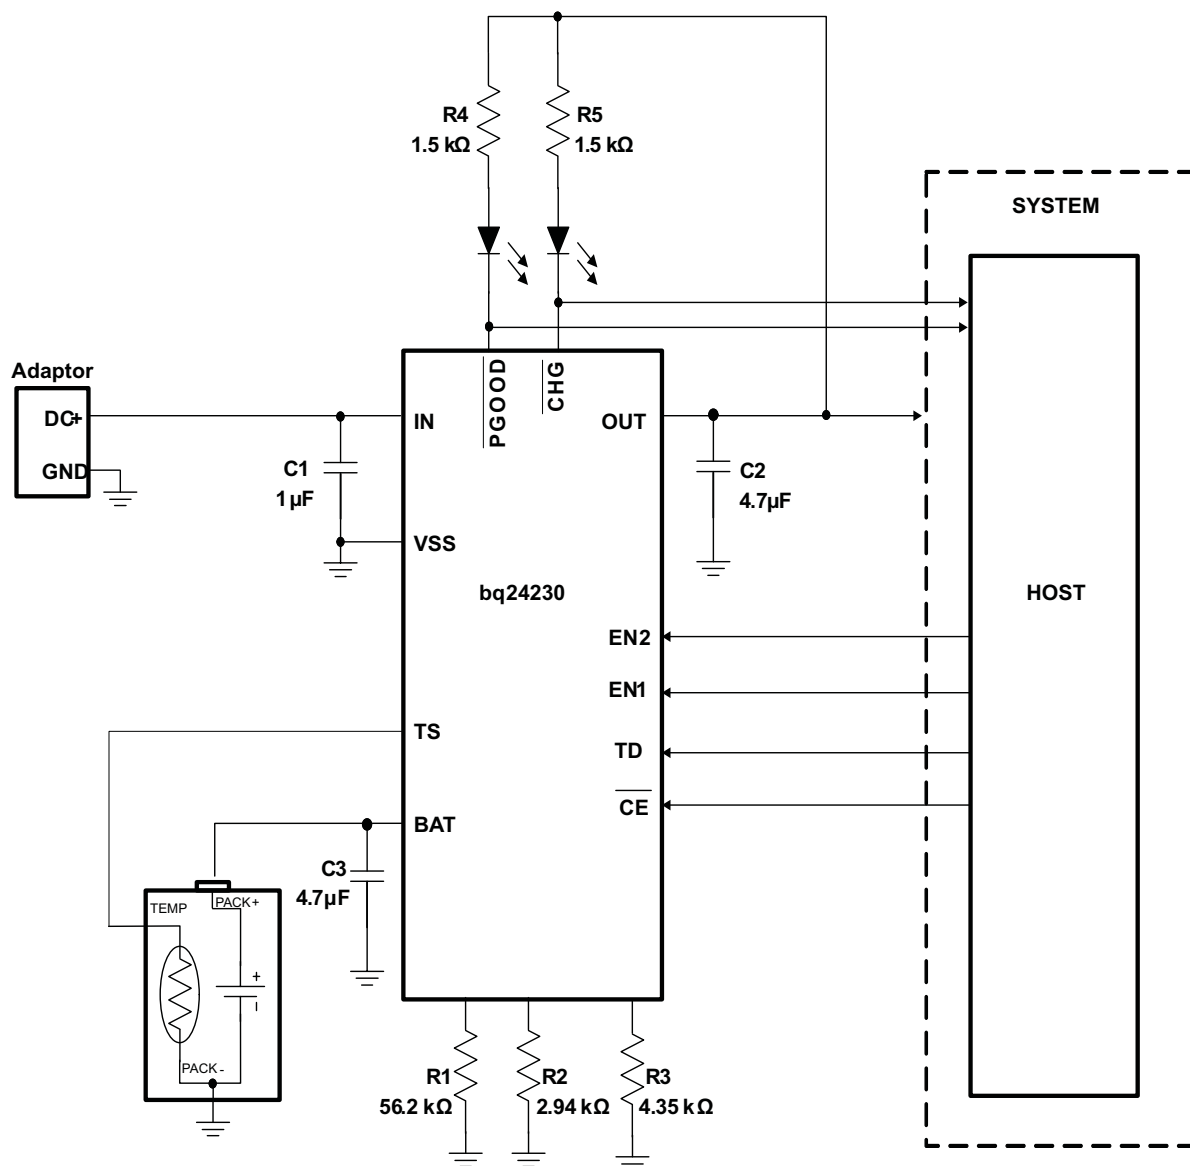 R4
1.5 kΩ
R5
1.5 kΩ
SYSTEM
Adaptor
DC+
GND
C1
1 µF
IN
PGOOD
CHG
OUT
C2
4.7µF
VSS
bq24230
HOST
EN2
EN1
TS
TD
CE
BAT
C3
4.7µF
TEMP
PACK+
+
–
PACK-
R1
56.2 kΩ
R2
2.94 kΩ
R3
4.35 kΩ